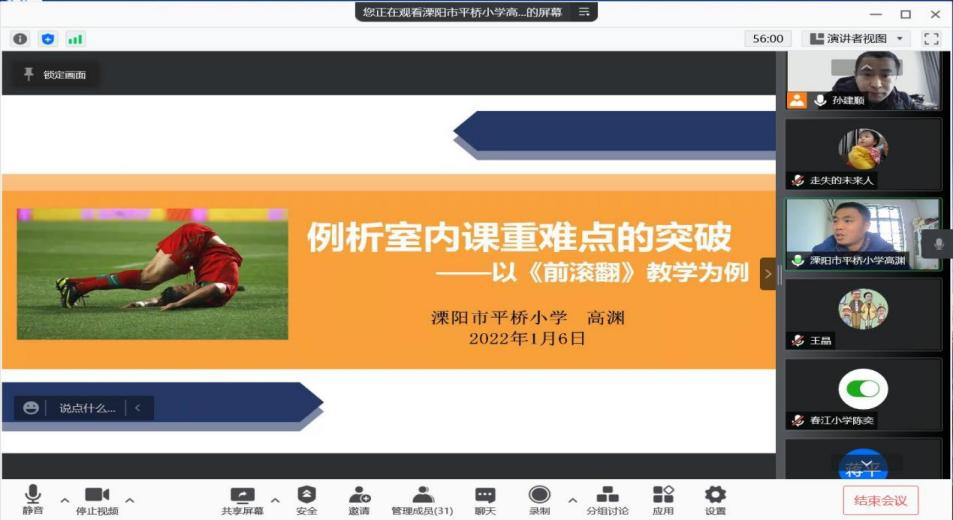 您正在观看溧阳市平桥小学高...的屏幕
56:00
演讲者视图
锁定画面
孙建顺
走失的未来人
例析室内课重难点的突破
——以《前滚翻》教学为例
溧阳市平桥小学 高渊
2022年1月6日
溧阳市平桥小学高渊
王晶
春江小学陈奕
蒋平
说点什么...
静音
停止视频
共享屏幕
安全
邀请
管理成员(31)
聊天
录制
分组讨论
应用
设置
结束会议